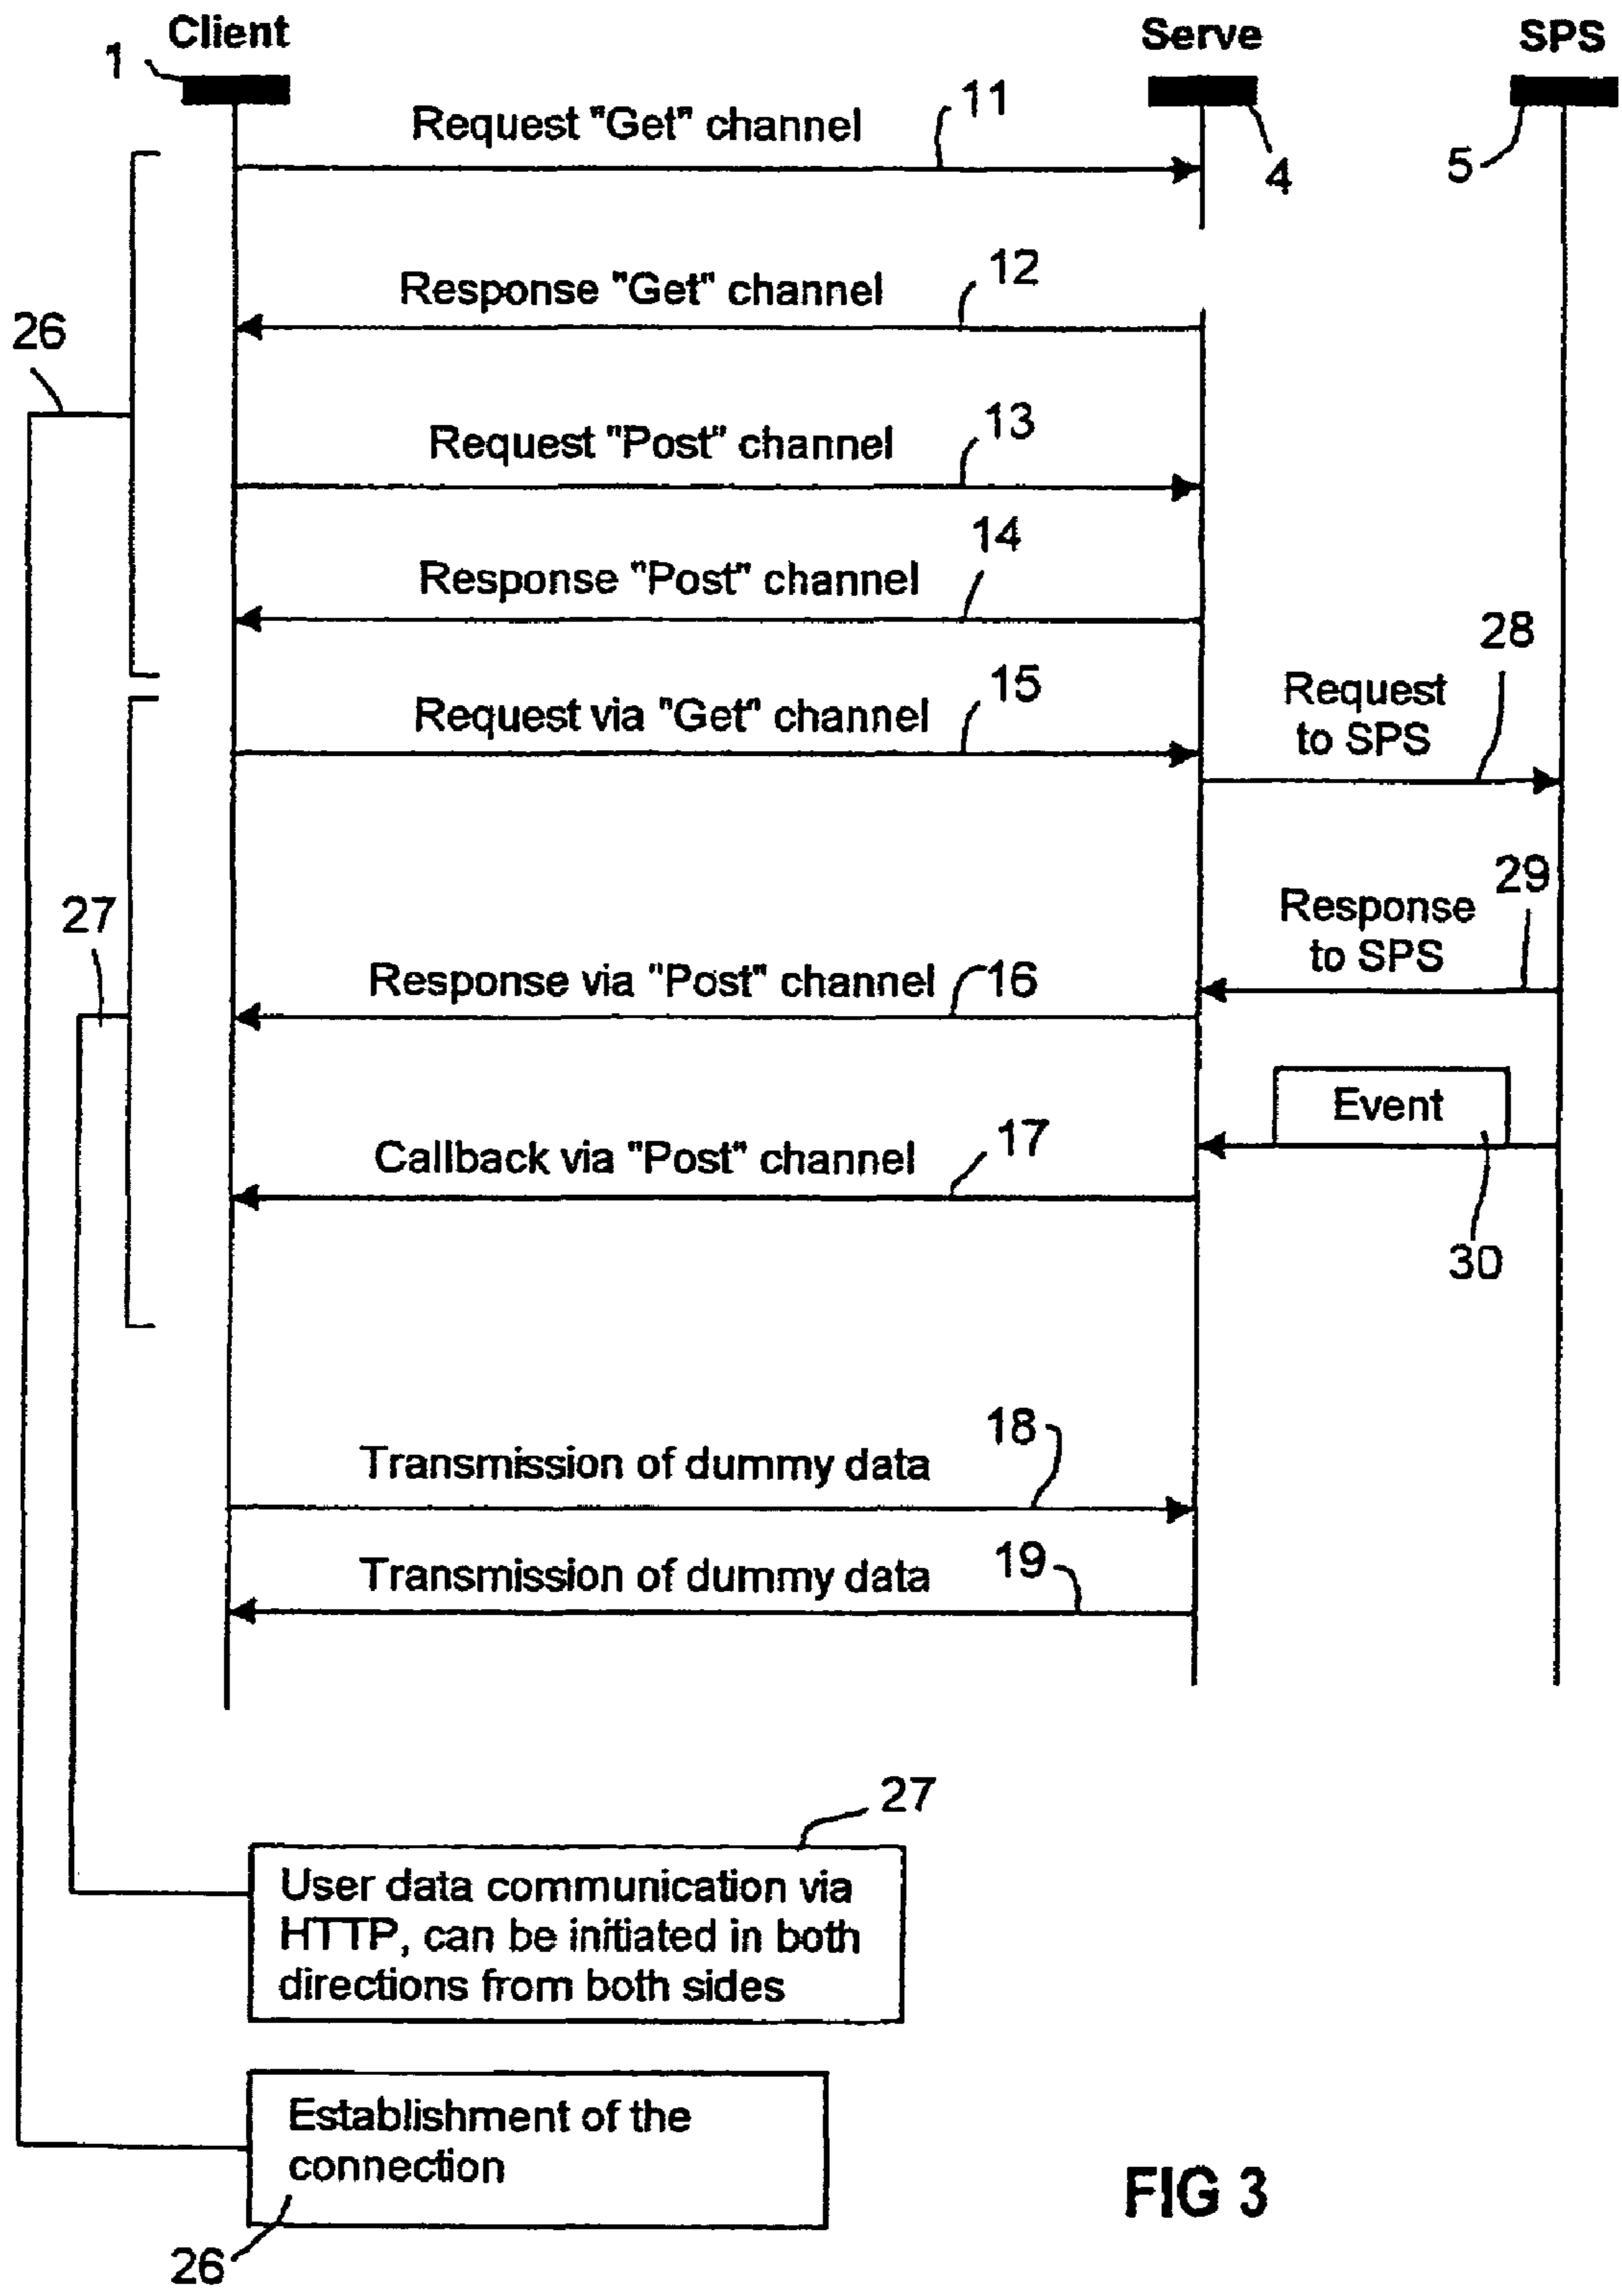 Client
Serve
SPS
1
4
5
Request "Get" channel
11
Response "Get" channel
12
26
Request "Post" channel
13
Response "Post" channel
14
28
Request via "Get" channel
15
Request
to SPS
27
29
Response
to SPS
Response via "Post" channel
16
Event
Callback via "Post" channel
17
30
Transmission of dummy data
18
Transmission of dummy data
19
27
User data communication via
HTTP, can be initiated in both
directions from both sides
Establishment of the
connection
26
FIG 3